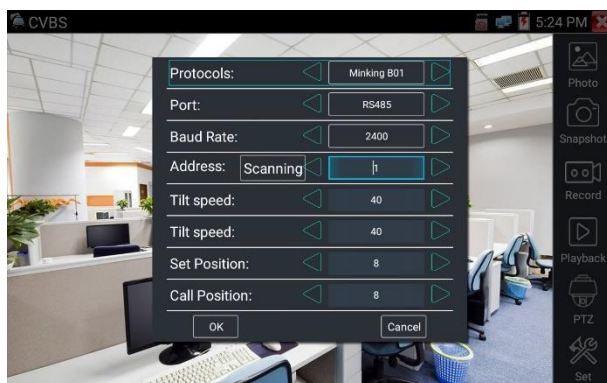 CVBS 5:24 PM
Protocols: Minking B01
Port: RS485
Baud Rate: 2400
Address: Scanning 1
Tilt speed: 40
Tilt speed: 40
Set Position: 8
Call Position: 8
OK Cancel
Photo
Snapshot
Record
Playback
PTZ
Set